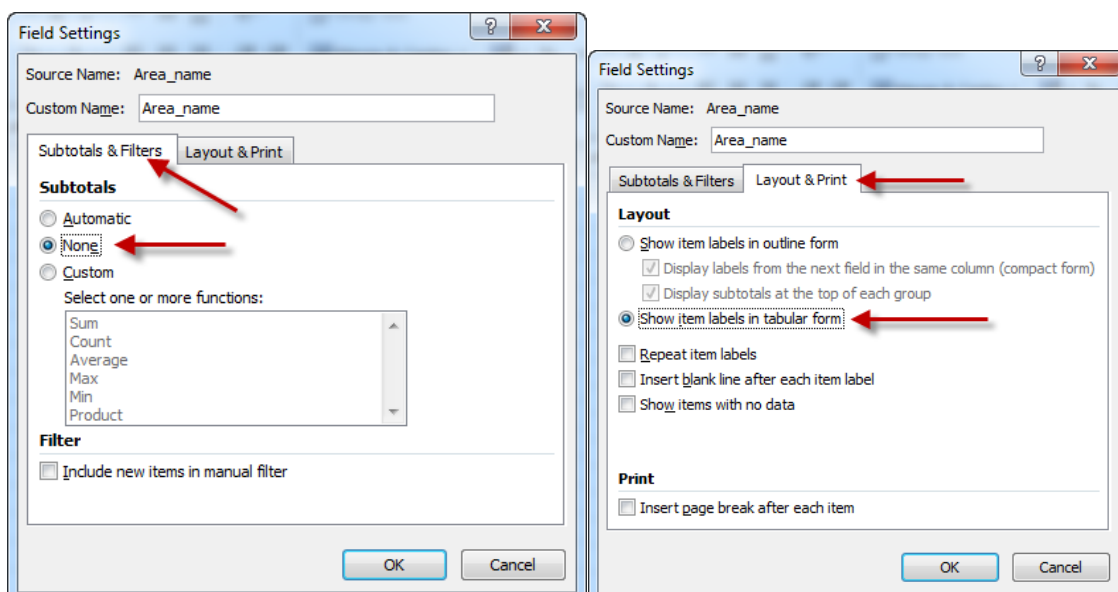 Field Settings
Source Name: Area_name
Custom Name: Area_name
Subtotals & Filters Layout & Print
Subtotals
Automatic
None
Custom
Select one or more functions:
Sum
Count
Average
Max
Min
Product
Filter
Include new items in manual filter
OK Cancel
Field Settings
Source Name: Area_name
Custom Name: Area_name
Subtotals & Filters Layout & Print
Layout
Show item labels in outline form
Display labels from the next field in the same column (compact form)
Display subtotals at the top of each group
Show item labels in tabular form
Repeat item labels
Insert blank line after each item label
Show items with no data
Print
Insert page break after each item
OK Cancel